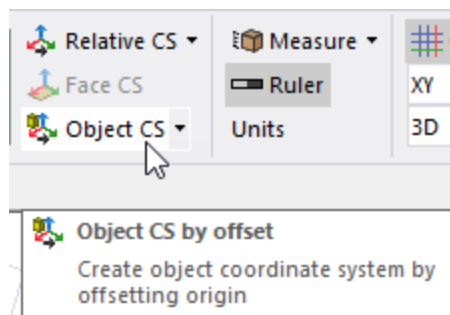 Relative CS
Measure
Face CS
Ruler
XY
Object CS
Units
3D
Object CS by offset
Create object coordinate system by
offsetting origin